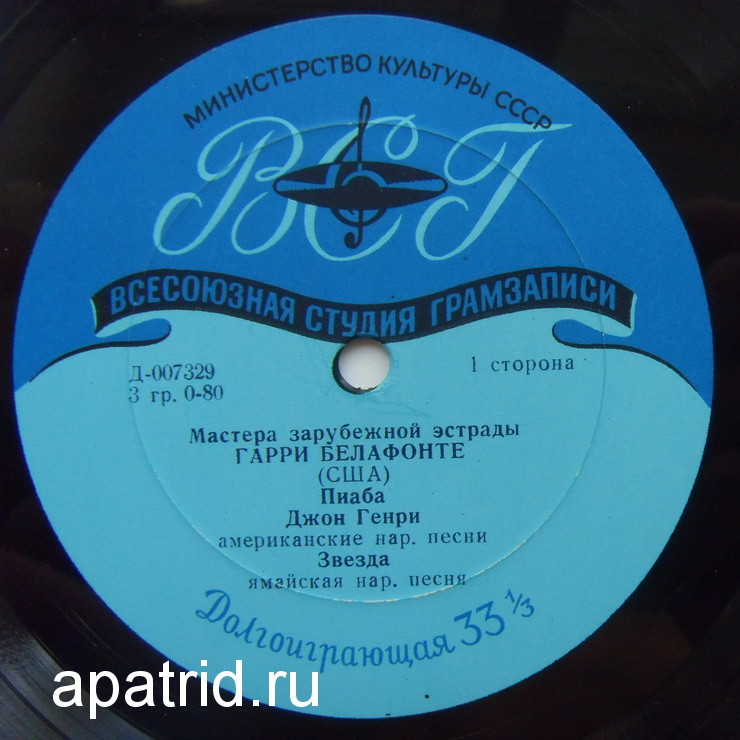 МИНИСТЕРСТВО КУЛЬТУРЫ СССР
ВСГ
ВСЕСОЮЗНАЯ СТУДИЯ ГРАМЗАПИСИ
Д-007329
1 сторона
3 гр. 0-80
Мастера зарубежной эстрады
ГАРРИ БЕЛАФОНТЕ
(США)
Пиаба
Джон Генри
американские нар. песни
Звезда
ямайская нар. песня
Долгоиграющая 33 1/3
apatrid.ru